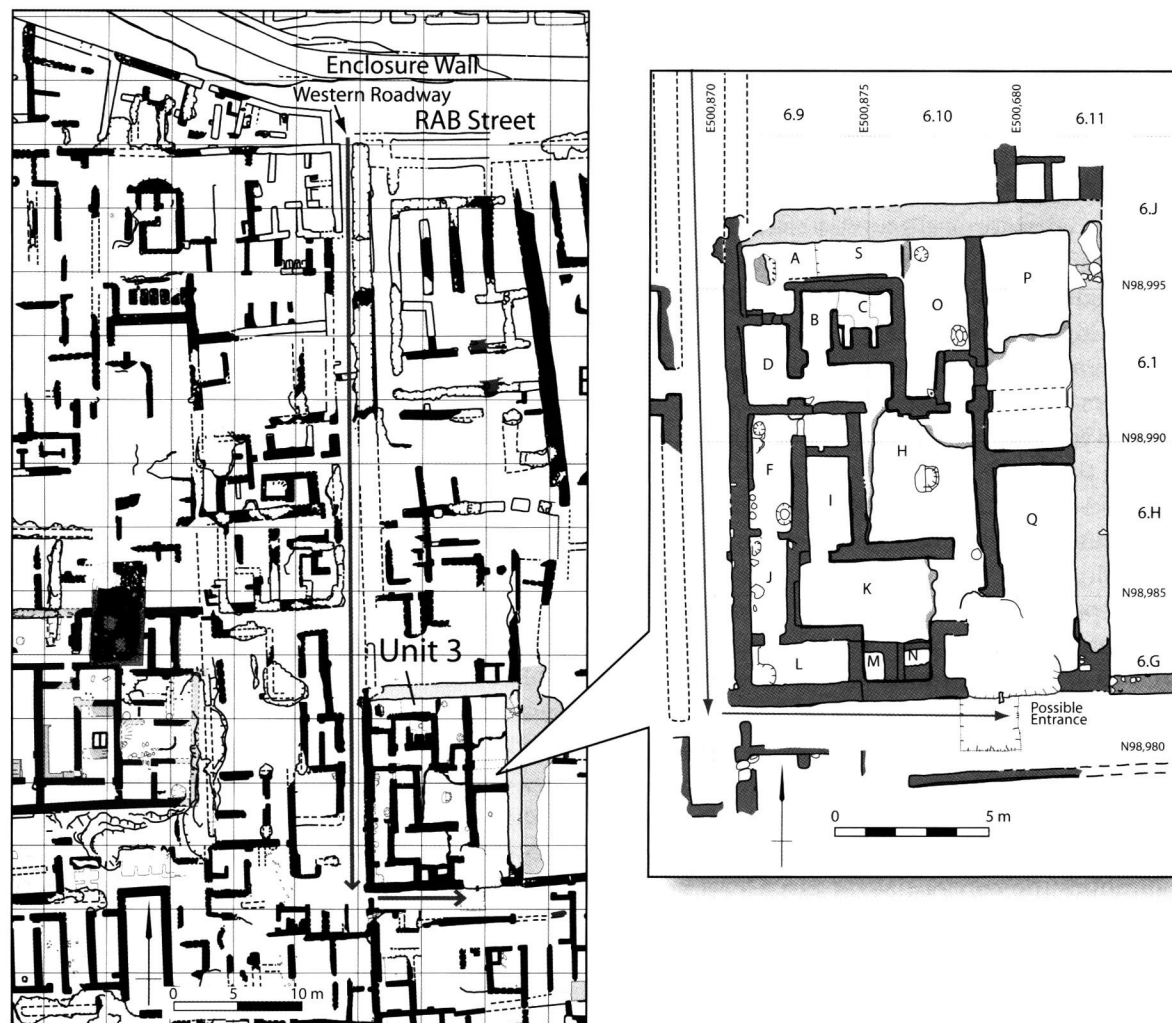 Enclosure Wall
Western Roadway
RAB Street
Unit 3
0 5 10 m
E500,870
6.9
E500,875
6.10
E500,680
6.11
6.J
A
S
P
N98,995
B
C
O
D
6.1
N98,990
F
H
I
Q
6.H
J
K
N98,985
L
M
N
6.G
Possible
Entrance
N98,980
0 5 m